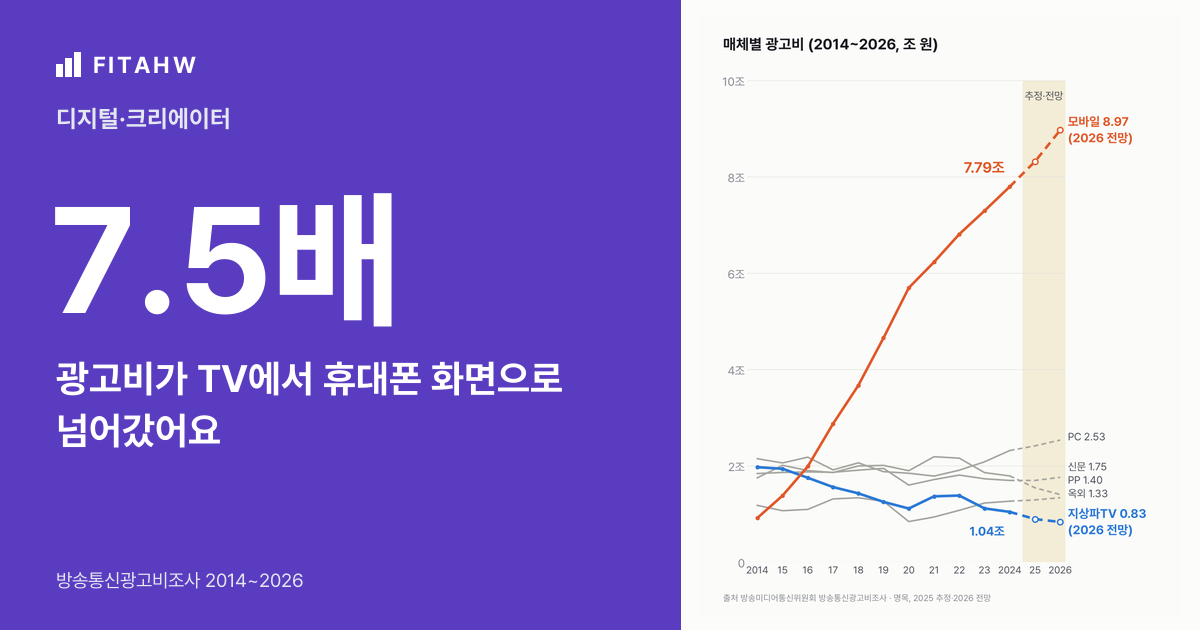 FITAHW
디지털·크리에이터
7.5배
광고비가 TV에서 휴대폰 화면으로
넘어갔어요
방송통신광고비조사 2014~2026
매체별 광고비 (2014~2026, 조 원)
10조
추정·전망
모바일 8.97
(2026 전망)
7.79조
8조
6조
4조
PC 2.53
2조
신문 1.75
PP 1.40
옥외 1.33
지상파TV 0.83
(2026 전망)
1.04조
0
2014 15 16 17 18 19 20 21 22 23 2024 25 2026
출처 방송미디어통신위원회 방송통신광고비조사 · 명목, 2025 추정·2026 전망